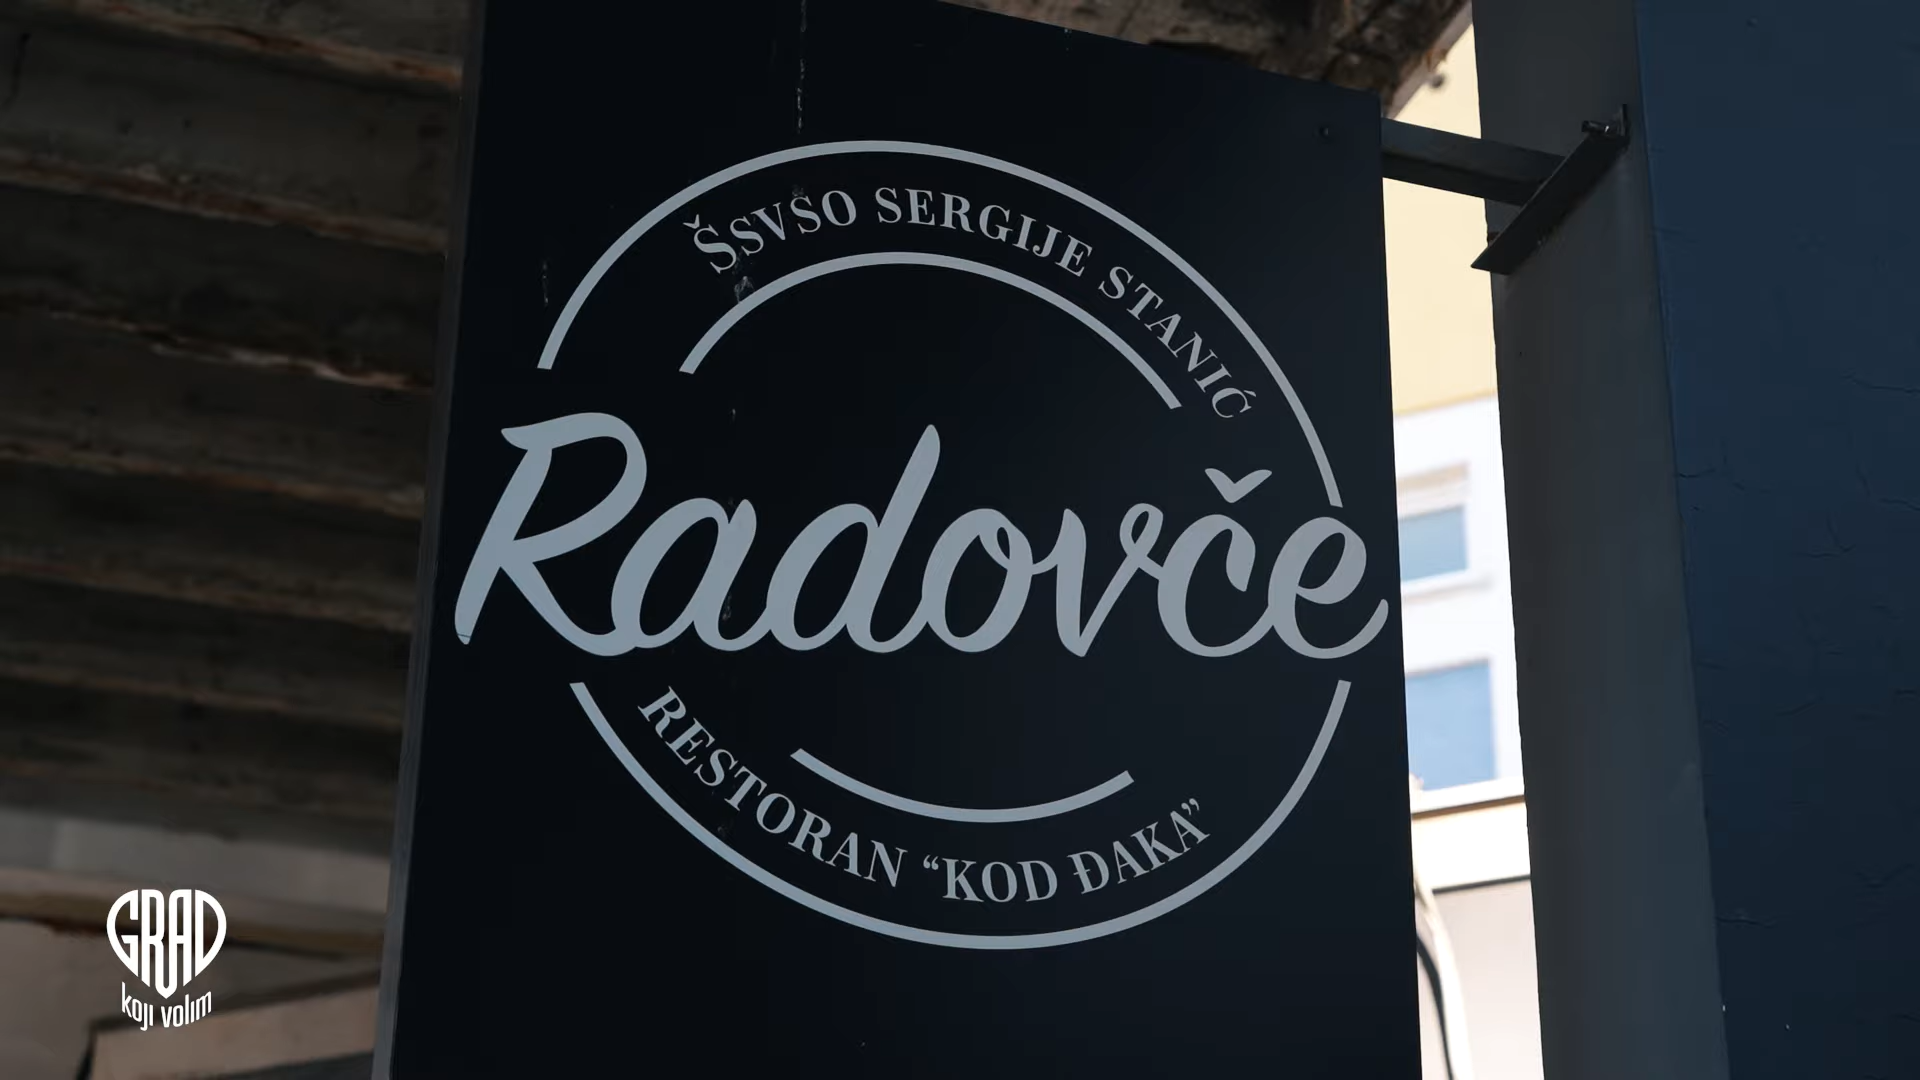 ŠSVSO SERGIJE STANIĆ
Radovče
RESTORAN “KOD ĐAKA”
GRAD
koji volim